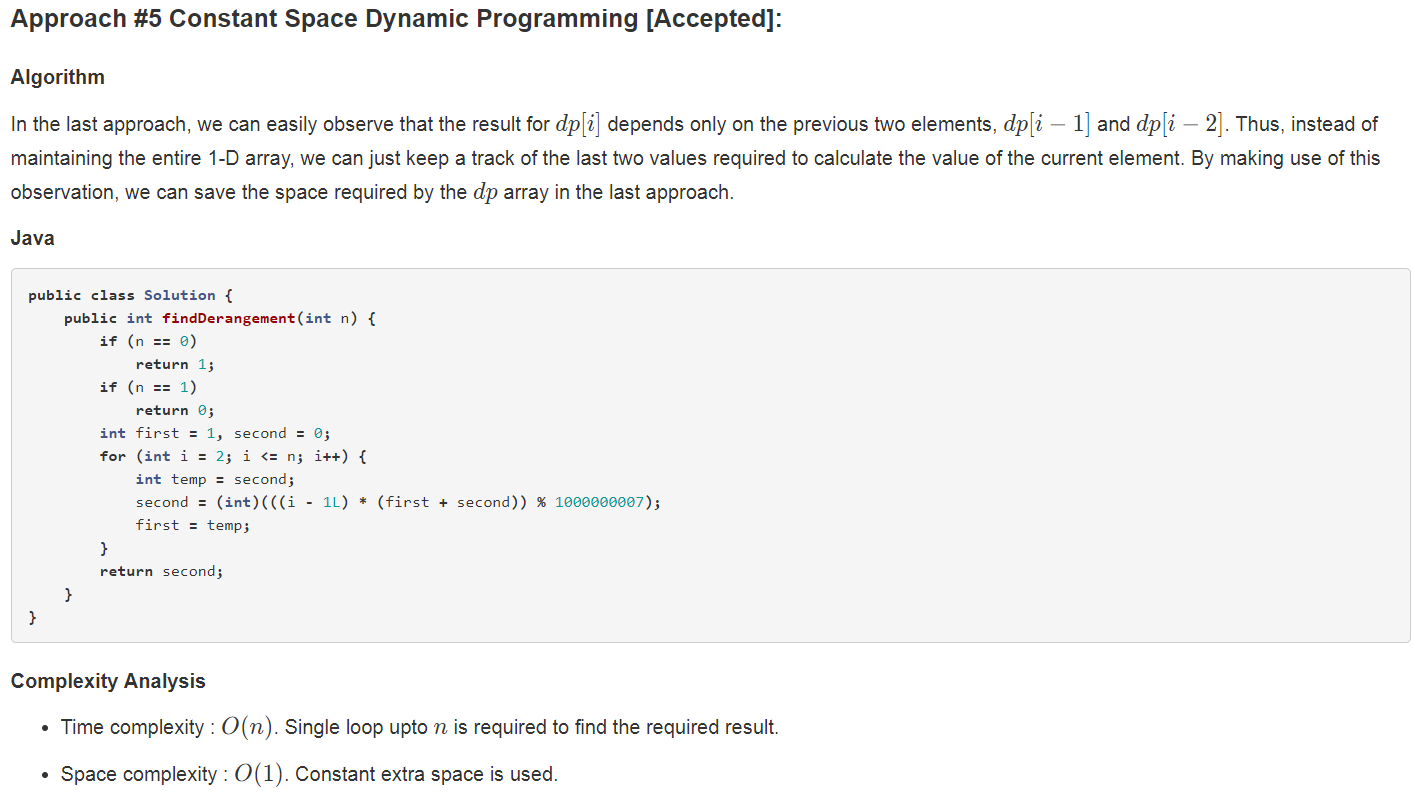 Approach #5 Constant Space Dynamic Programming [Accepted]:
Algorithm
In the last approach, we can easily observe that the result for dp[i] depends only on the previous two elements, dp[i − 1] and dp[i − 2]. Thus, instead of
maintaining the entire 1-D array, we can just keep a track of the last two values required to calculate the value of the current element. By making use of this
observation, we can save the space required by the dp array in the last approach.
Java
public class Solution {
    public int findDerangement(int n) {
        if (n == 0)
            return 1;
        if (n == 1)
            return 0;
        int first = 1, second = 0;
        for (int i = 2; i <= n; i++) {
            int temp = second;
            second = (int)(((i - 1L) * (first + second)) % 1000000007);
            first = temp;
        }
        return second;
    }
}
Complexity Analysis
• Time complexity : O(n). Single loop upto n is required to find the required result.
• Space complexity : O(1). Constant extra space is used.